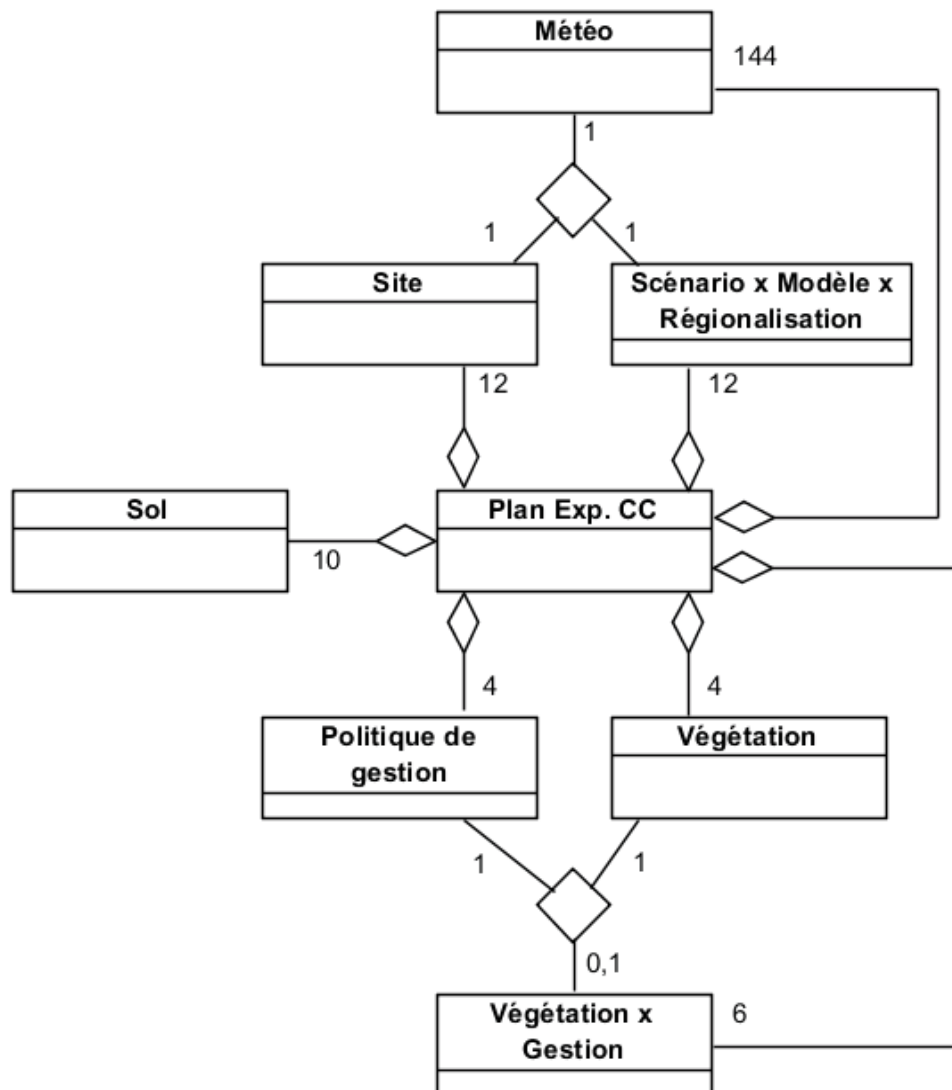 Météo
144
1
1
1
Site
Scénario x Modèle x
Régionalisation
12
12
Sol
Plan Exp. CC
10
4
4
Politique de
gestion
Végétation
1
1
0,1
Végétation x
Gestion
6